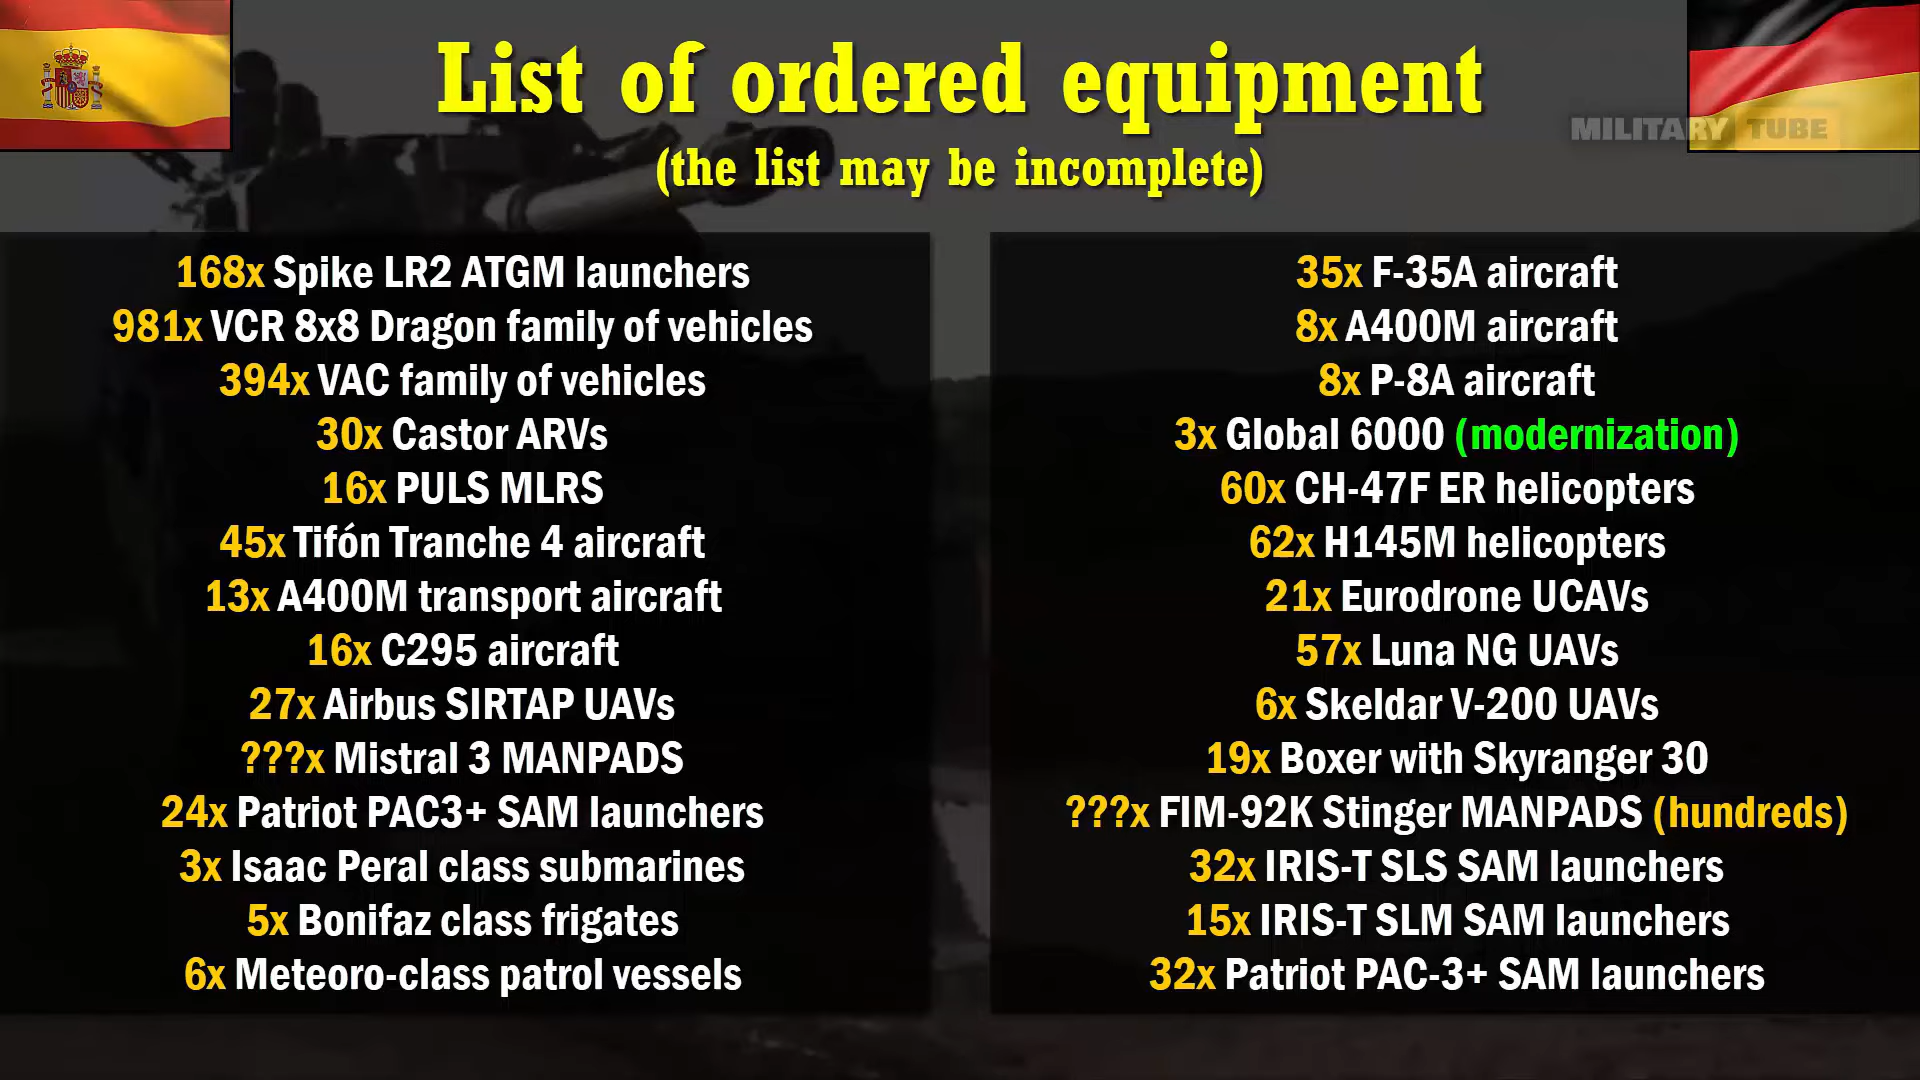 List of ordered equipment
(the list may be incomplete)
MILITARY TUBE
168x Spike LR2 ATGM launchers
981x VCR 8x8 Dragon family of vehicles
394x VAC family of vehicles
30x Castor ARVs
16x PULS MLRS
45x Tifón Tranche 4 aircraft
13x A400M transport aircraft
16x C295 aircraft
27x Airbus SIRTAP UAVs
???x Mistral 3 MANPADS
24x Patriot PAC3+ SAM launchers
3x Isaac Peral class submarines
5x Bonifaz class frigates
6x Meteoro-class patrol vessels
35x F-35A aircraft
8x A400M aircraft
8x P-8A aircraft
3x Global 6000 (modernization)
60x CH-47F ER helicopters
62x H145M helicopters
21x Eurodrone UCAVs
57x Luna NG UAVs
6x Skeldar V-200 UAVs
19x Boxer with Skyranger 30
???x FIM-92K Stinger MANPADS (hundreds)
32x IRIS-T SLS SAM launchers
15x IRIS-T SLM SAM launchers
32x Patriot PAC-3+ SAM launchers